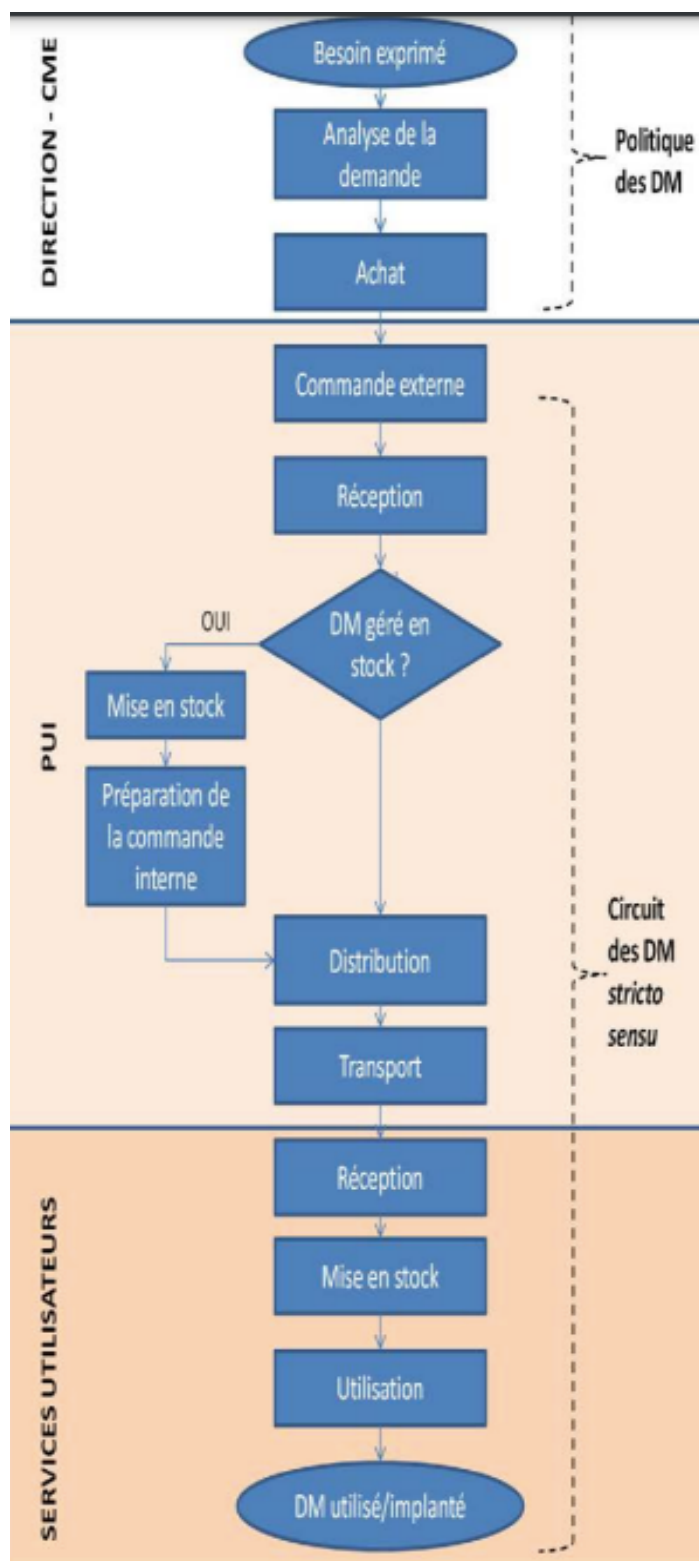 DIRECTION - CME
Besoin exprimé
Analyse de la
demande
Achat
Politique
des DM
PUI
Commande externe
Réception
DM géré en
stock ?
OUI
Mise en stock
Préparation de
la commande
interne
Distribution
Transport
Circuit
des DM
stricto
sensu
SERVICES UTILISATEURS
Réception
Mise en stock
Utilisation
DM utilisé/implanté